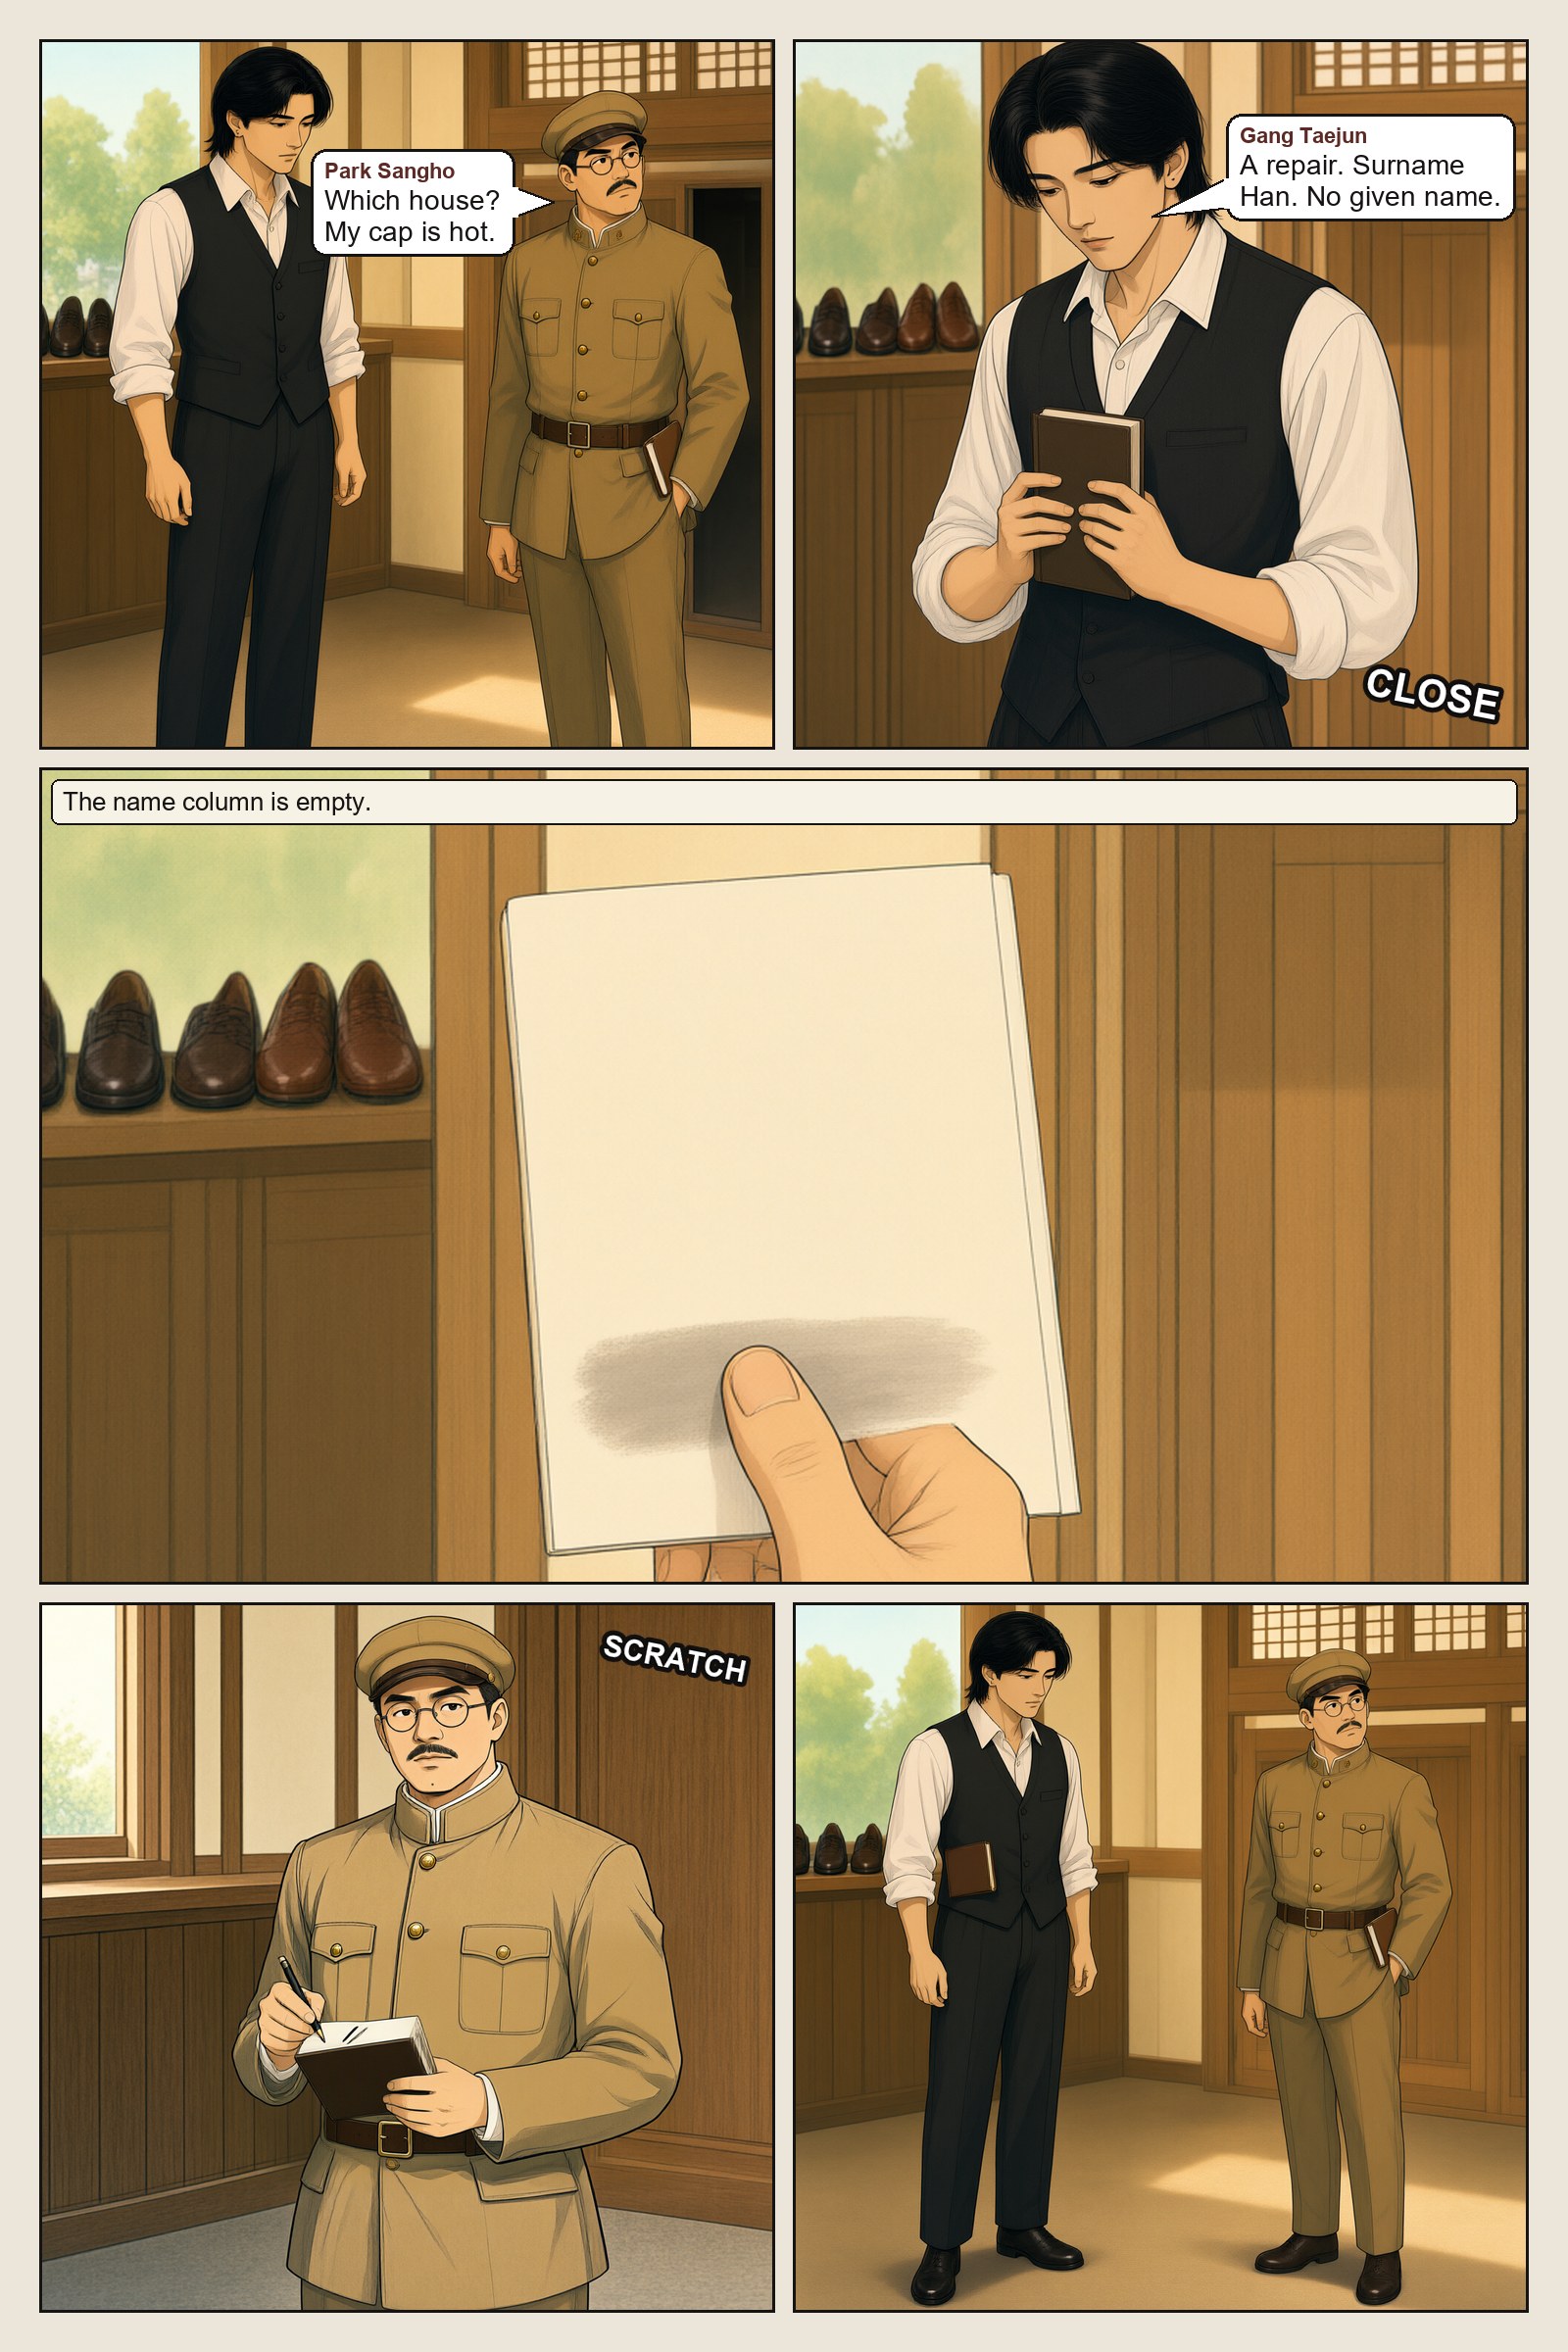 Park Sangho
Which house?
My cap is hot.
Gang Taejun
A repair. Surname
Han. No given name.
CLOSE
The name column is empty.
SCRATCH